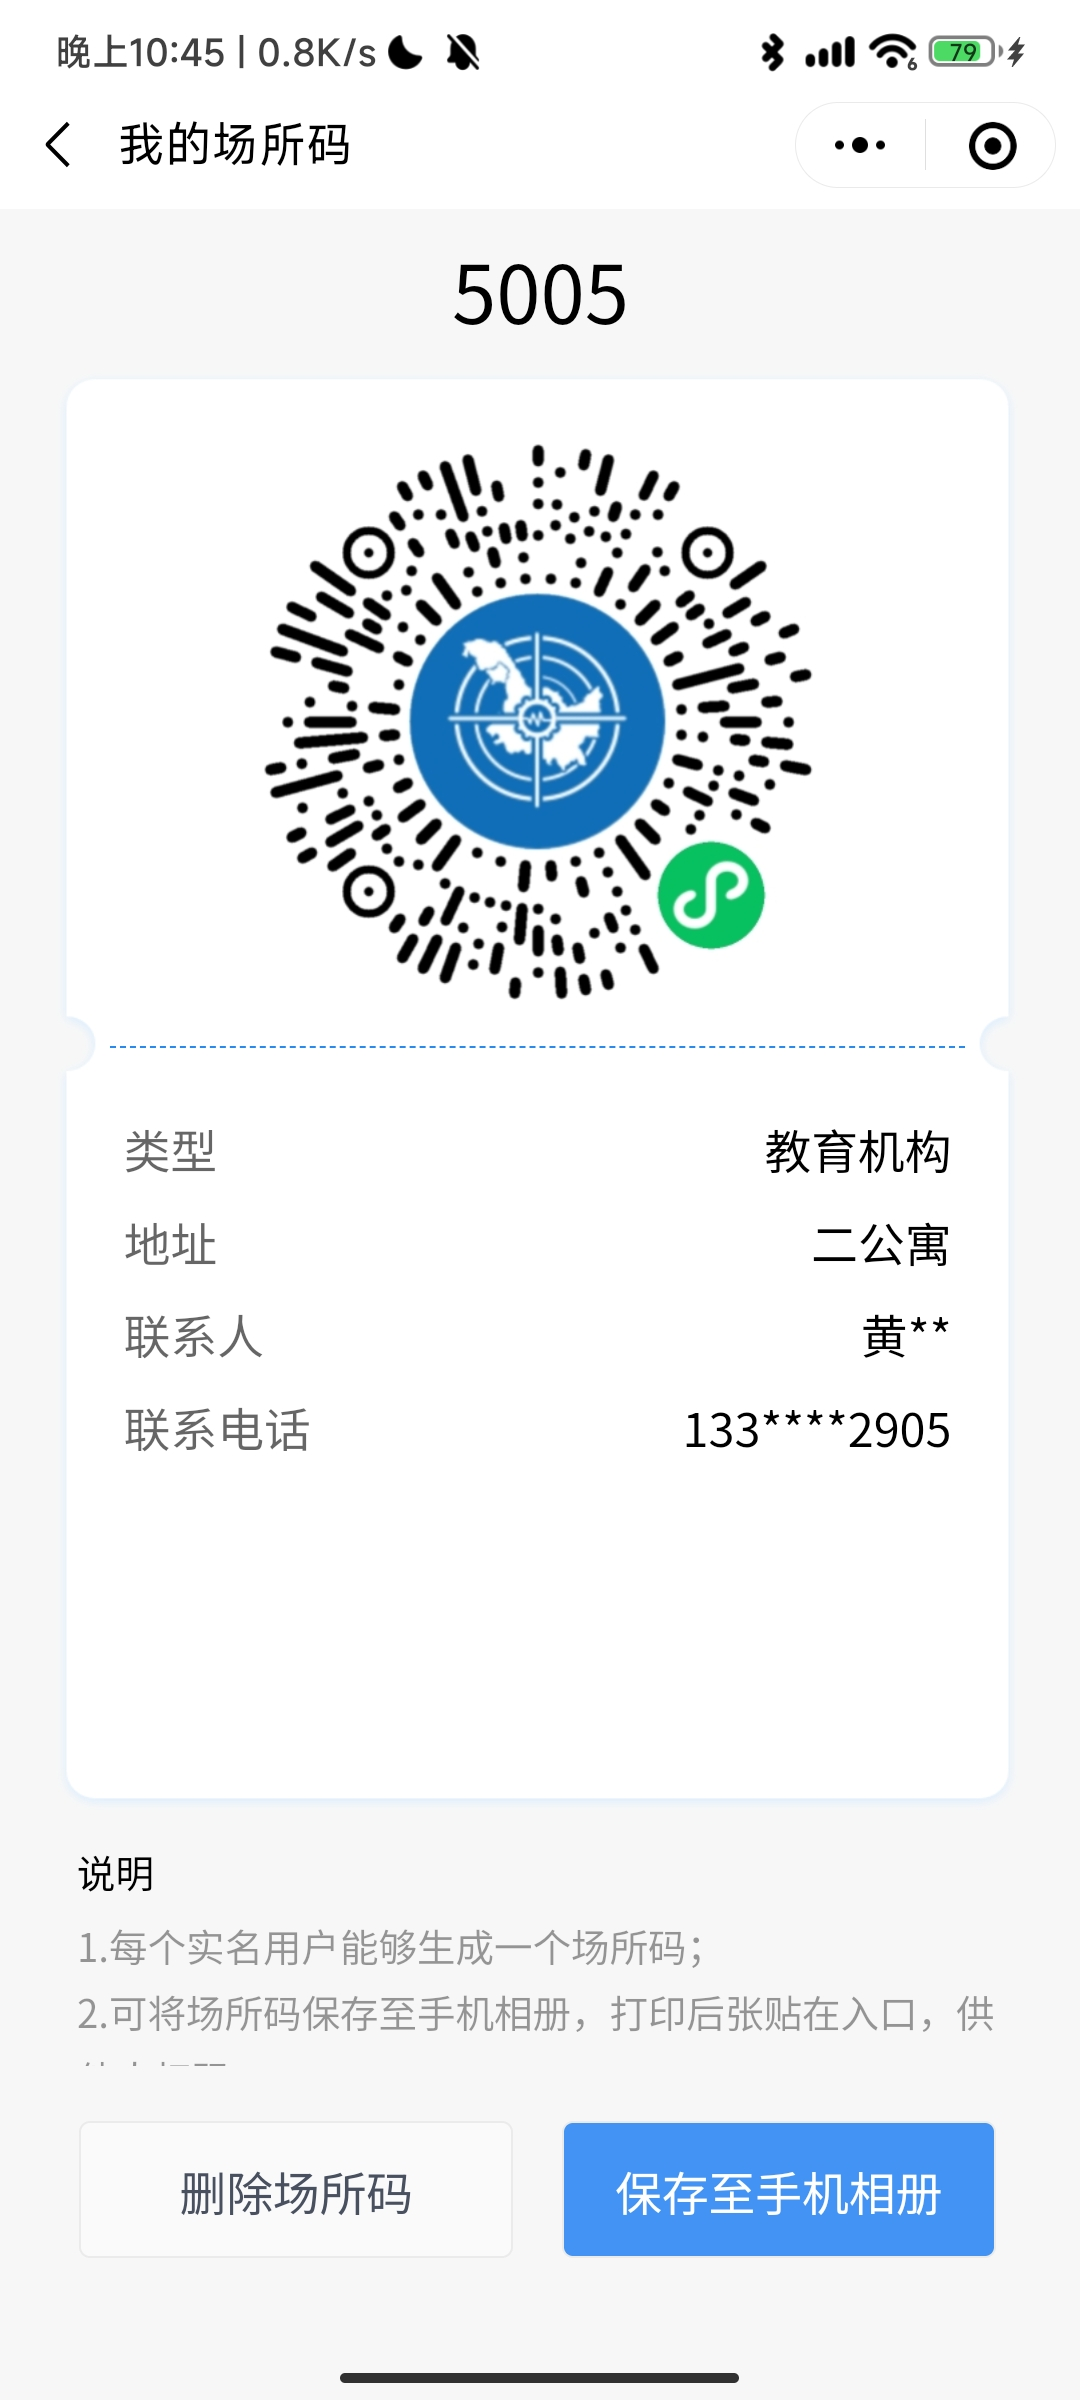 晚上10:45 | 0.8K/s
79
我的场所码
5005
类型 教育机构
地址 二公寓
联系人 黄**
联系电话 133****2905
说明
1.每个实名用户能够生成一个场所码；
2.可将场所码保存至手机相册，打印后张贴在入口，供
删除场所码 保存至手机相册